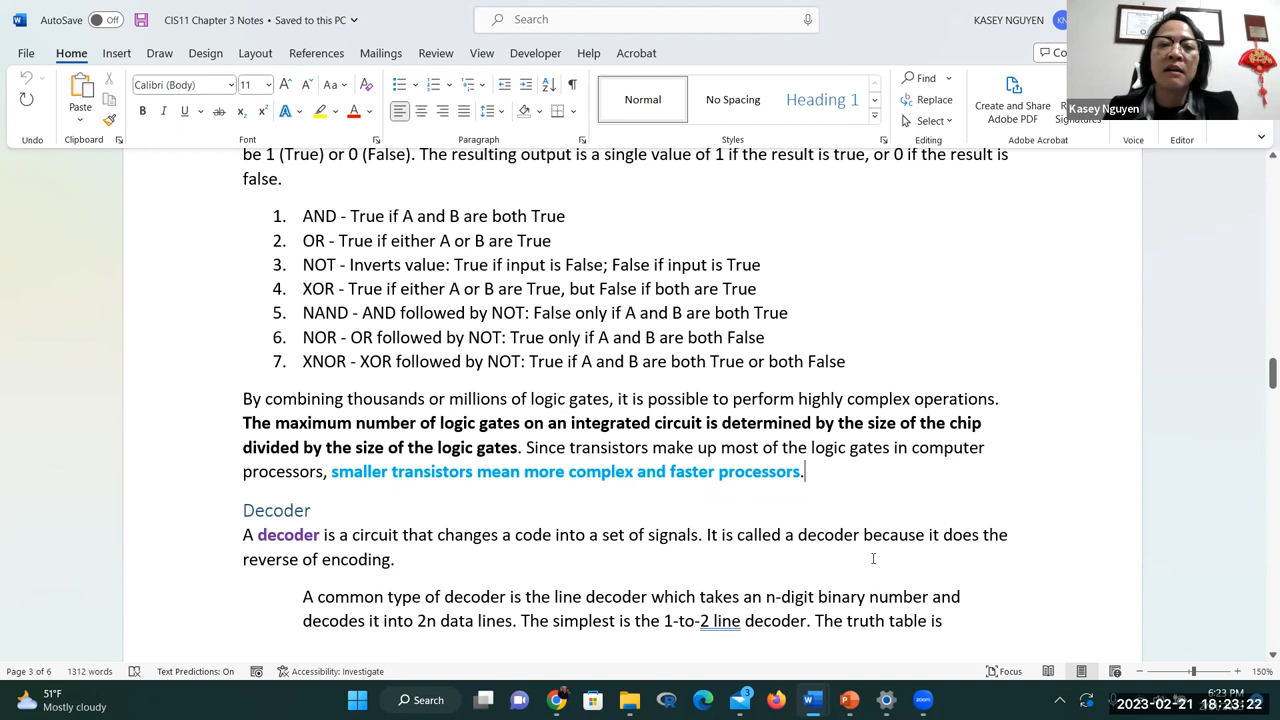 AutoSave Off CIS11 Chapter 3 Notes • Saved to this PC Search KASEY NGUYEN
File Home Insert Draw Design Layout References Mailings Review View Developer Help Acrobat
Calibri (Body) 11 Aa
Paste
Normal No Spacing Heading 1
Find
Replace
Select
Create and Share
Adobe PDF
Kasey Nguyen
Undo Clipboard Font Paragraph Styles Editing Adobe Acrobat Voice Editor
be 1 (True) or 0 (False). The resulting output is a single value of 1 if the result is true, or 0 if the result is
false.
1. AND - True if A and B are both True
2. OR - True if either A or B are True
3. NOT - Inverts value: True if input is False; False if input is True
4. XOR - True if either A or B are True, but False if both are True
5. NAND - AND followed by NOT: False only if A and B are both True
6. NOR - OR followed by NOT: True only if A and B are both False
7. XNOR - XOR followed by NOT: True if A and B are both True or both False
By combining thousands or millions of logic gates, it is possible to perform highly complex operations.
The maximum number of logic gates on an integrated circuit is determined by the size of the chip
divided by the size of the logic gates. Since transistors make up most of the logic gates in computer
processors, smaller transistors mean more complex and faster processors.
Decoder
A decoder is a circuit that changes a code into a set of signals. It is called a decoder because it does the
reverse of encoding.
A common type of decoder is the line decoder which takes an n-digit binary number and
decodes it into 2n data lines. The simplest is the 1-to-2 line decoder. The truth table is
Page 3 of 6 1312 words Text Predictions: On Accessibility: Investigate Focus 150%
51°F
Mostly cloudy
Search
3
6:23 PM
2023-02-21 18:23:22